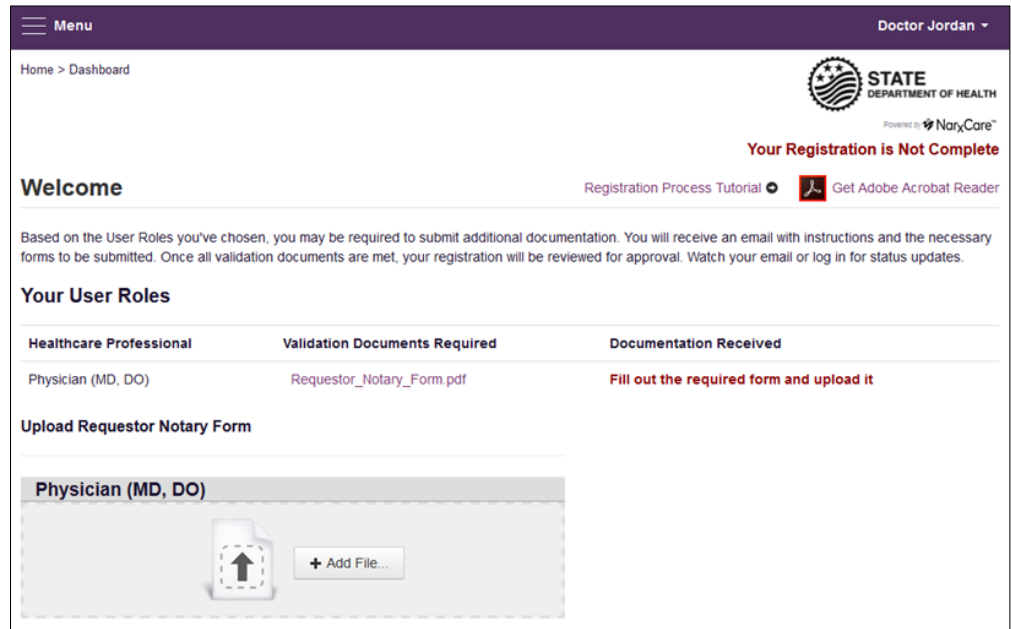 Menu
Doctor Jordan
Home > Dashboard
STATE
DEPARTMENT OF HEALTH
Powered by NarxCare™
Your Registration is Not Complete
Welcome
Registration Process Tutorial
Get Adobe Acrobat Reader
Based on the User Roles you've chosen, you may be required to submit additional documentation. You will receive an email with instructions and the necessary
forms to be submitted. Once all validation documents are met, your registration will be reviewed for approval. Watch your email or log in for status updates.
Your User Roles
Healthcare Professional
Validation Documents Required
Documentation Received
Physician (MD, DO)
Requestor_Notary_Form.pdf
Fill out the required form and upload it
Upload Requestor Notary Form
Physician (MD, DO)
+ Add File...